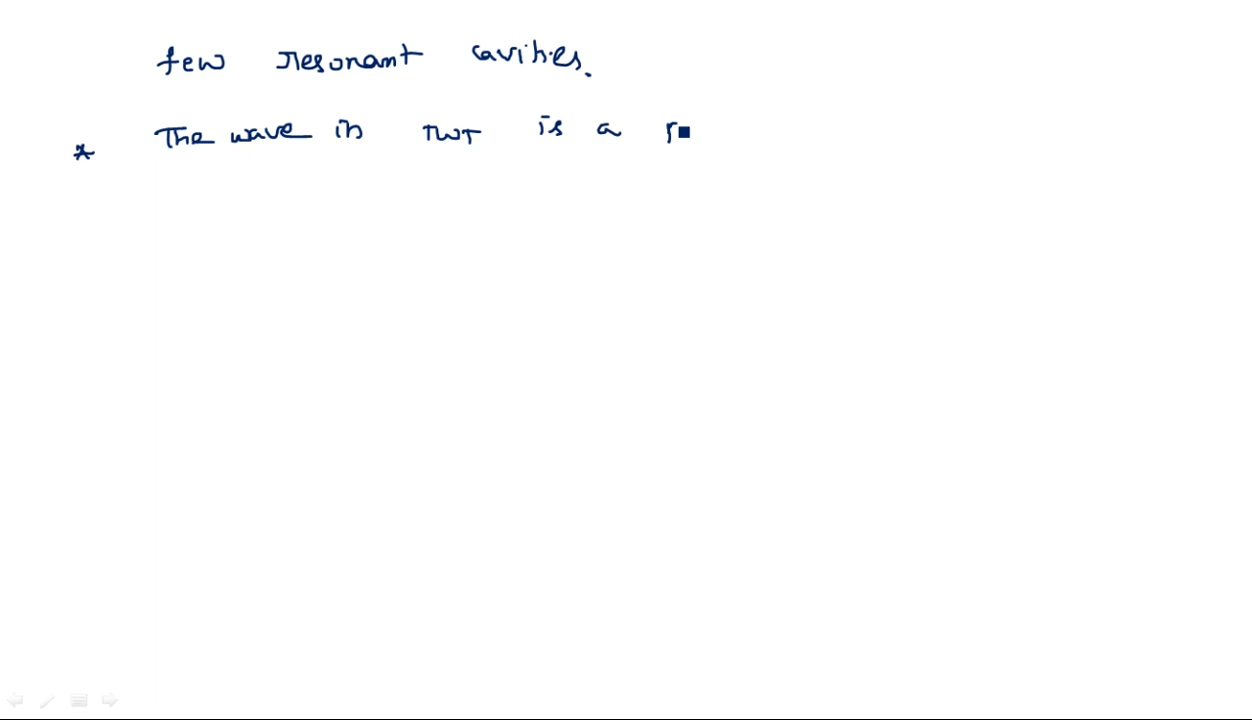 few resonant cavities.
* The wave in TWT is a